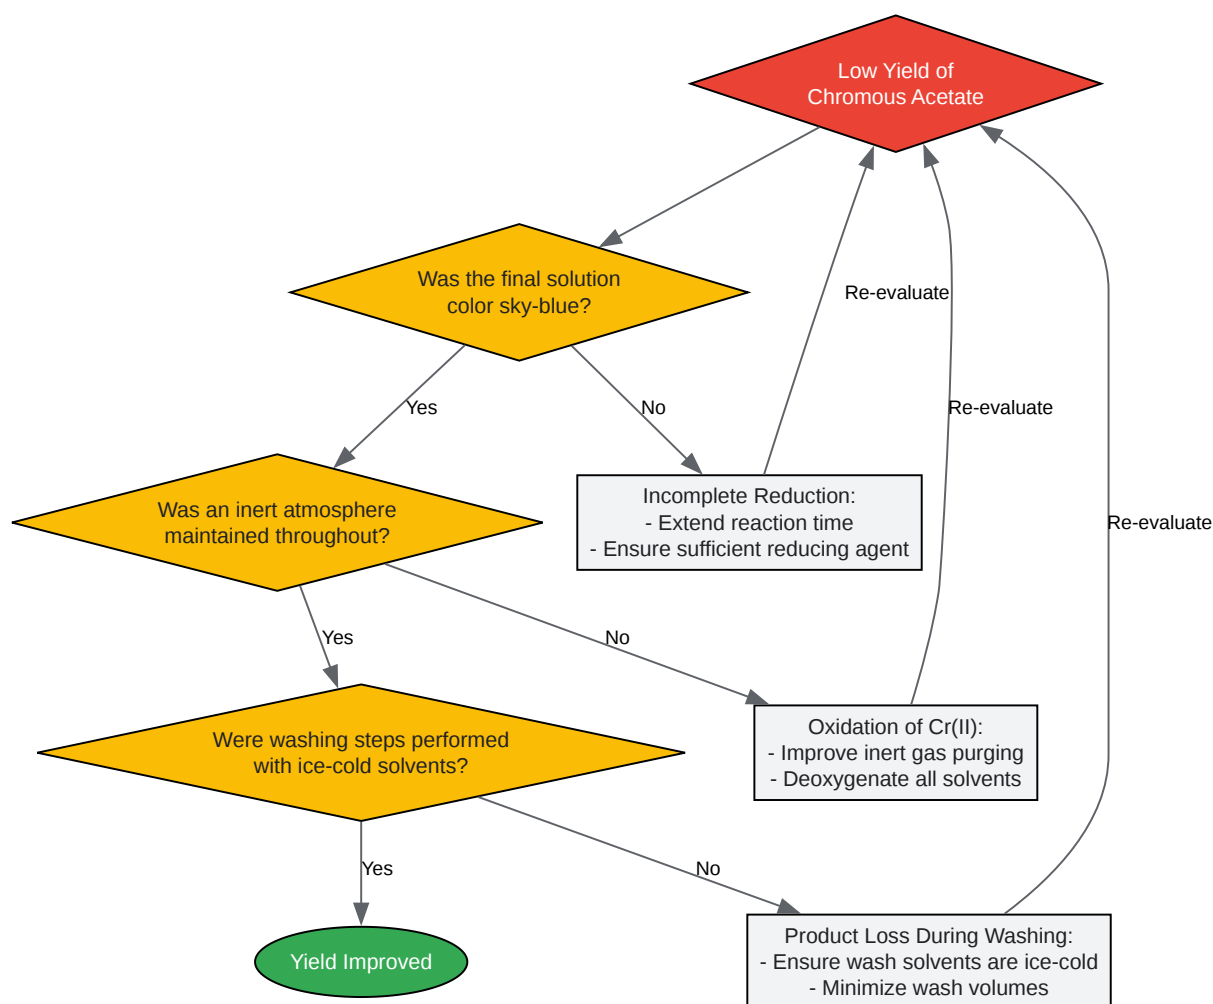 Low Yield of
Chromous Acetate
Was the final solution
color sky-blue?
Re-evaluate
Yes
No
Re-evaluate
Was an inert atmosphere
maintained throughout?
Incomplete Reduction:
- Extend reaction time
- Ensure sufficient reducing agent
Re-evaluate
Yes
No
Were washing steps performed
with ice-cold solvents?
Oxidation of Cr(II):
- Improve inert gas purging
- Deoxygenate all solvents
Yes
No
Yield Improved
Product Loss During Washing:
- Ensure wash solvents are ice-cold
- Minimize wash volumes